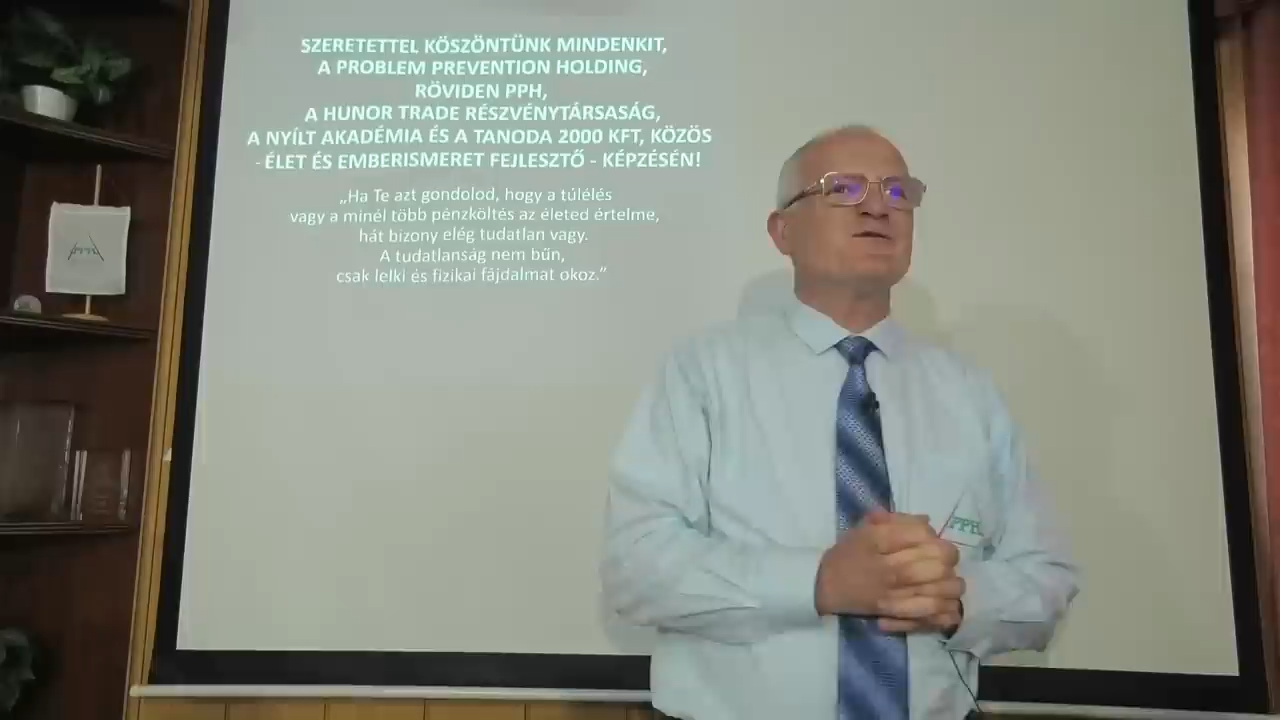 SZERETETTEL KÖSZÖNTÜNK MINDENKIT,
A PROBLEM PREVENTION HOLDING,
RÖVIDEN PPH,
A HUNOR TRADE RÉSZVÉNYTÁRSASÁG,
A NYÍLT AKADÉMIA ÉS A TANODA 2000 KFT, KÖZÖS
- ÉLET ÉS EMBERISMERET FEJLESZTŐ - KÉPZÉSÉN!
„Ha Te azt gondolod, hogy a túlélés
vagy a minél több pénzköltés az életed értelme,
hát bizony elég tudatlan vagy.
A tudatlanság nem bűn,
csak lelki és fizikai fájdalmat okoz.”
PPH
PPH